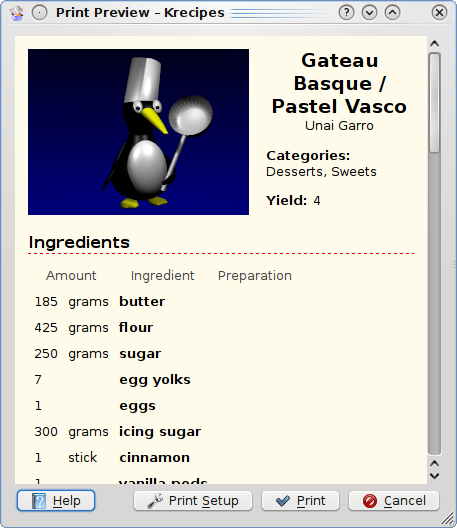 Print Preview – Krecipes
Gateau
Basque /
Pastel Vasco
Unai Garro
Categories:
Desserts, Sweets
Yield: 4
Ingredients
Amount Ingredient Preparation
185 grams butter
425 grams flour
250 grams sugar
7 egg yolks
1 eggs
300 grams icing sugar
1 stick cinnamon
1 vanilla pods
Help Print Setup Print Cancel